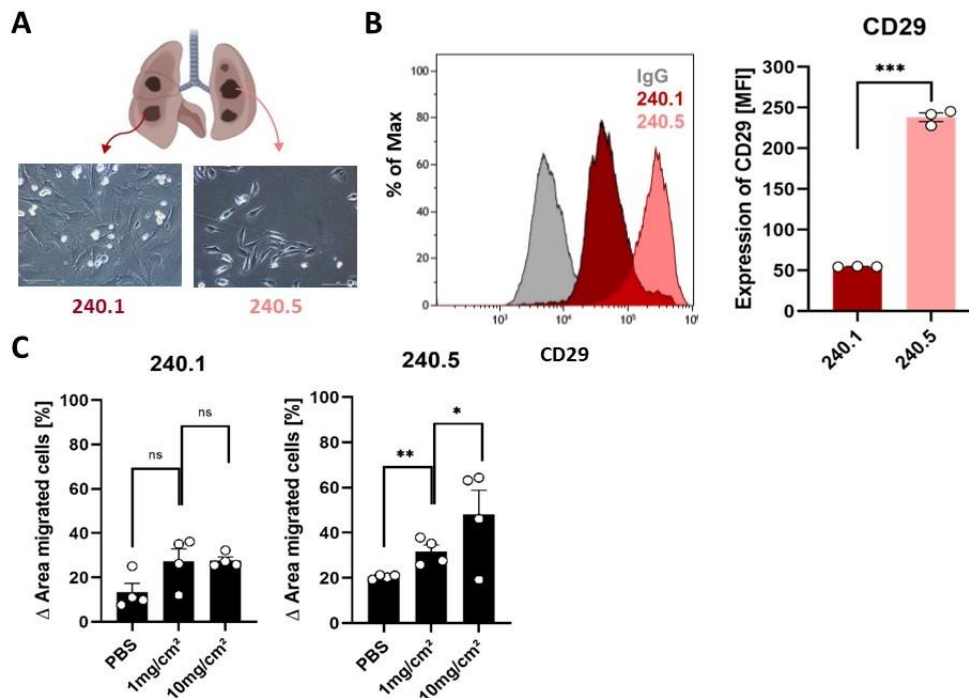 A
240.1
240.5
B
% of Max
100
80
60
40
20
0
IgG
240.1
240.5
10³
10⁴
10⁵
CD29
CD29
Expression of CD29 [MFI]
300
250
200
150
100
50
0
***
240.1
240.5
C
240.1
Δ Area migrated cells [%]
100
80
60
40
20
0
ns
ns
PBS
1mg/cm²
10mg/cm²
240.5
Δ Area migrated cells [%]
100
80
60
40
20
0
**
*
PBS
1mg/cm²
10mg/cm²